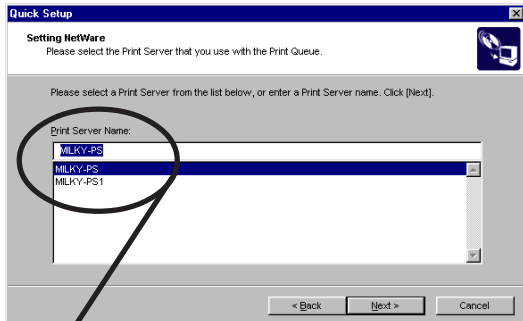 Quick Setup
Setting NetWare
Please select the Print Server that you use with the Print Queue.
Please select a Print Server from the list below, or enter a Print Server name. Click [Next].
Print Server Name:
MILKY-PS
MILKY-PS
MILKY-PS1
« Back
Next »
Cancel